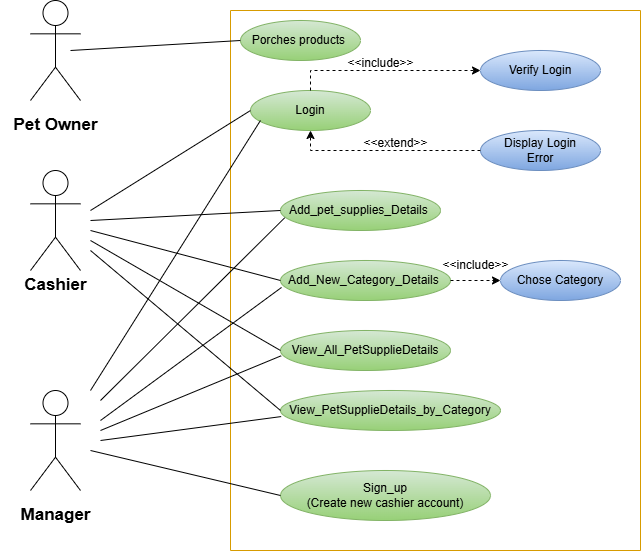 Porches products
<<include>>
Verify Login
Pet Owner
Login
<<extend>>
Display Login
Error
Add_pet_supplies_Details
Cashier
<<include>>
Add_New_Category_Details
Chose Category
View_All_PetSupplieDetails
View_PetSupplieDetails_by_Category
Manager
Sign_up
(Create new cashier account)